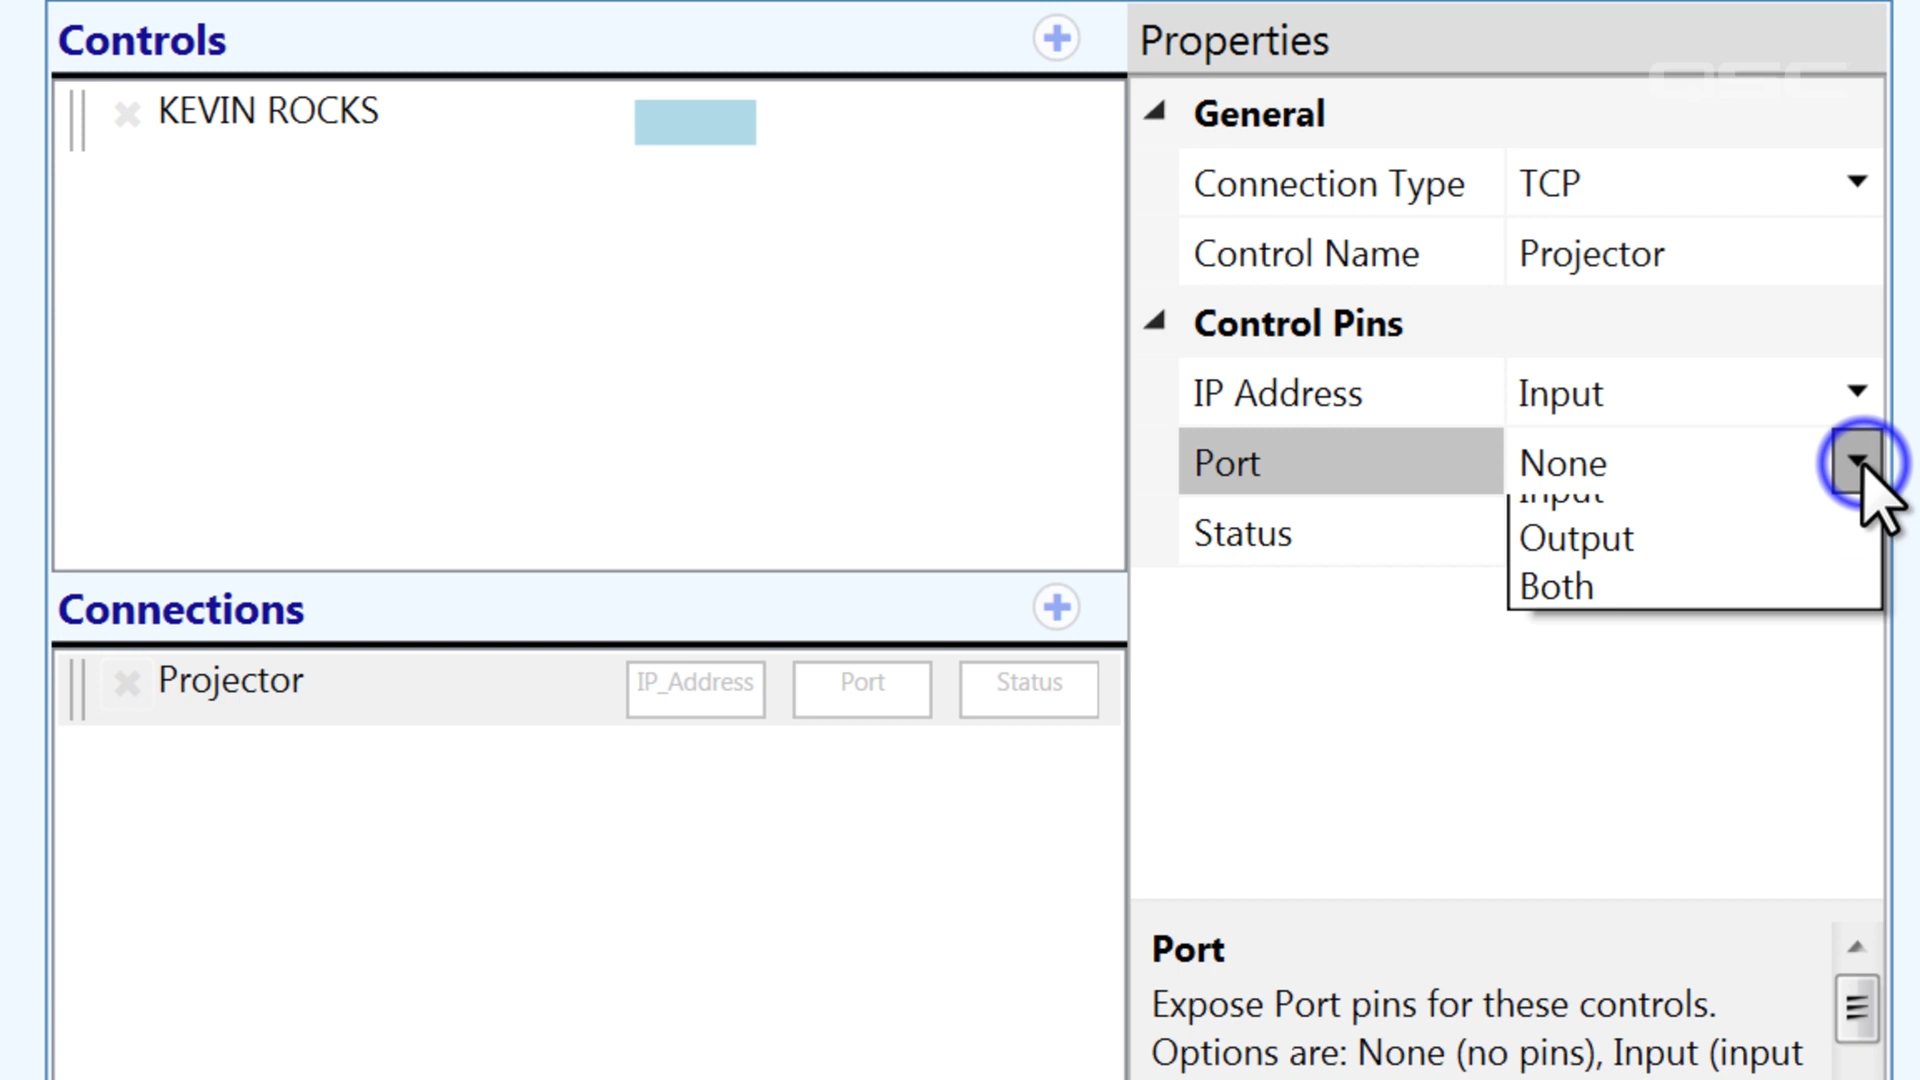 Controls
KEVIN ROCKS
Connections
Projector
IP_Address
Port
Status
Properties
QSC
General
Connection Type
TCP
Control Name
Projector
Control Pins
IP Address
Input
Port
None
Input
Status
Output
Both
Port
Expose Port pins for these controls.
Options are: None (no pins), Input (input